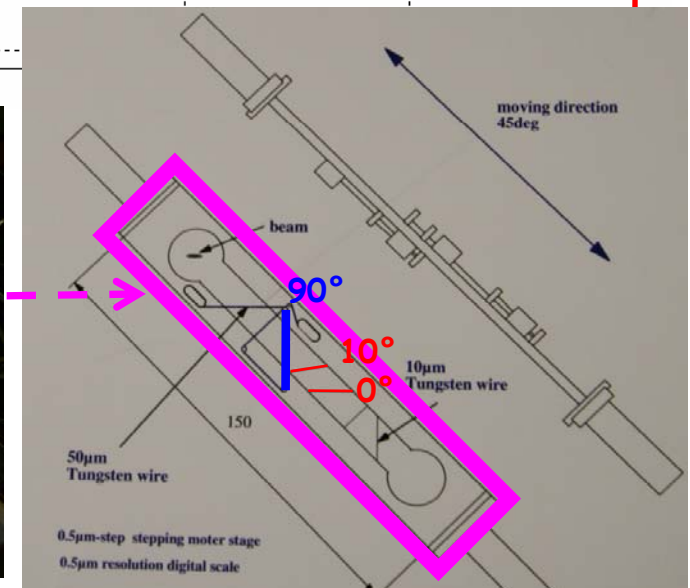 moving direction
45deg
beam
90°
10°
0°
10µm
Tungsten wire
150
50µm
Tungsten wire
0.5µm-step stepping moter stage
0.5µm resolution digital scale